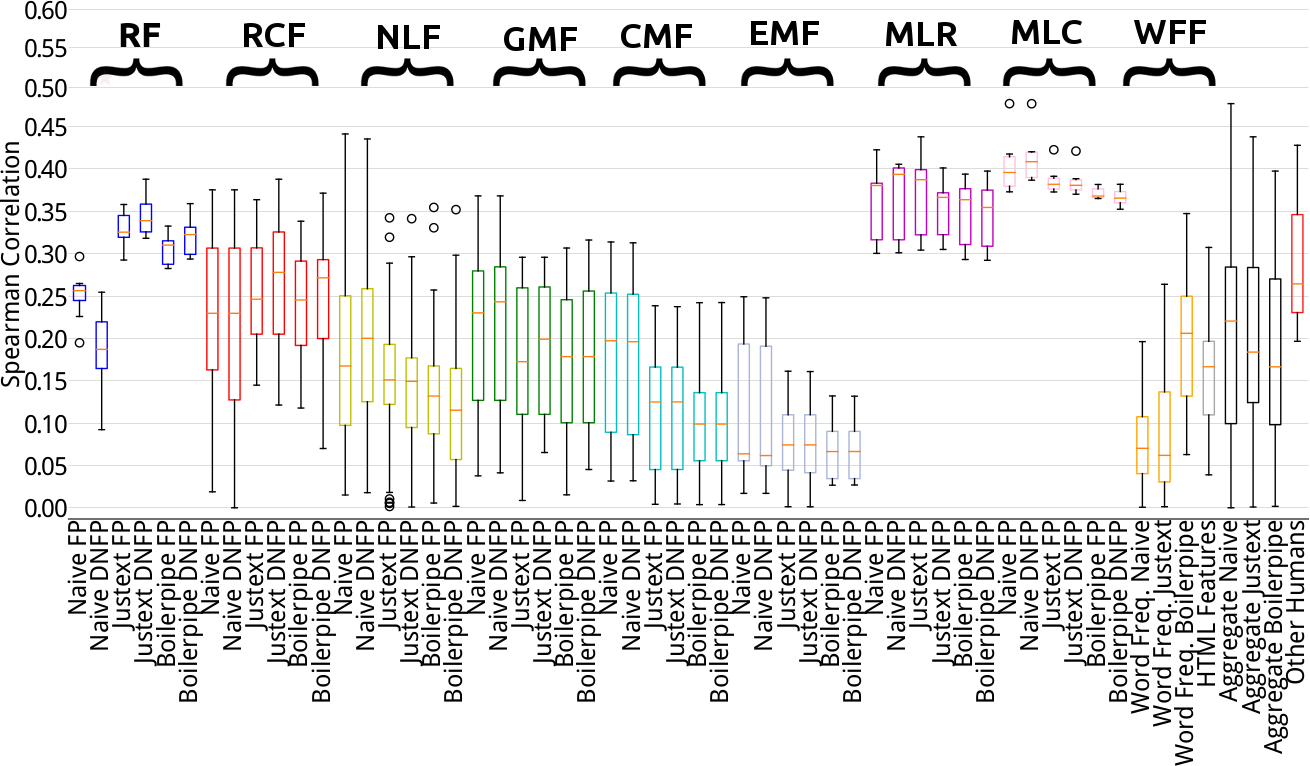 0.60
0.55
0.50
0.45
0.40
0.35
0.30
0.25
0.20
0.15
0.10
0.05
0.00
Spearman Correlation
RF
RCF
NLF
GMF
CMF
EMF
MLR
MLC
WFF
Naive FP
Naive DNFP
Justext FP
Justext DNFP
Boilerpipe FP
Boilerpipe DNFP
Naive FP
Naive DNFP
Justext FP
Justext DNFP
Boilerpipe FP
Boilerpipe DNFP
Naive FP
Naive DNFP
Justext FP
Justext DNFP
Boilerpipe FP
Boilerpipe DNFP
Naive FP
Naive DNFP
Justext FP
Justext DNFP
Boilerpipe FP
Boilerpipe DNFP
Naive FP
Naive DNFP
Justext FP
Justext DNFP
Boilerpipe FP
Boilerpipe DNFP
Naive FP
Naive DNFP
Justext FP
Justext DNFP
Boilerpipe FP
Boilerpipe DNFP
Naive FP
Naive DNFP
Justext FP
Justext DNFP
Boilerpipe FP
Boilerpipe DNFP
Naive FP
Naive DNFP
Justext FP
Justext DNFP
Boilerpipe FP
Boilerpipe DNFP
Word Freq. Naive
Word Freq. Justext
Word Freq. Boilerpipe
HTML Features
Aggregate Naive
Aggregate Justext
Aggregate Boilerpipe
Other Humans